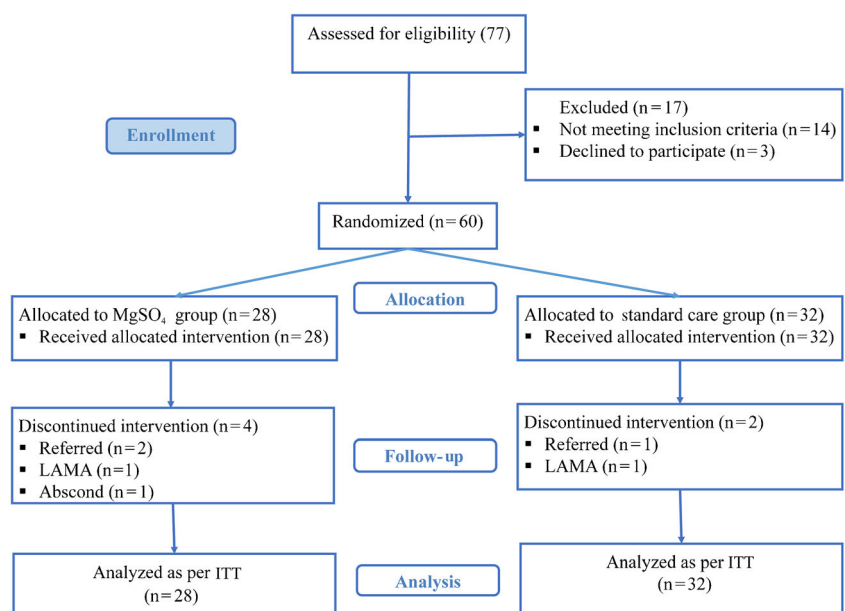 Assessed for eligibility (77)
Enrollment
Excluded (n=17)
▪ Not meeting inclusion criteria (n=14)
▪ Declined to participate (n=3)
Randomized (n=60)
Allocation
Allocated to MgSO₄ group (n=28)
▪ Received allocated intervention (n=28)
Allocated to standard care group (n=32)
▪ Received allocated intervention (n=32)
Follow-up
Discontinued intervention (n=4)
▪ Referred (n=2)
▪ LAMA (n=1)
▪ Abscond (n=1)
Discontinued intervention (n=2)
▪ Referred (n=1)
▪ LAMA (n=1)
Analysis
Analyzed as per ITT
(n=28)
Analyzed as per ITT
(n=32)